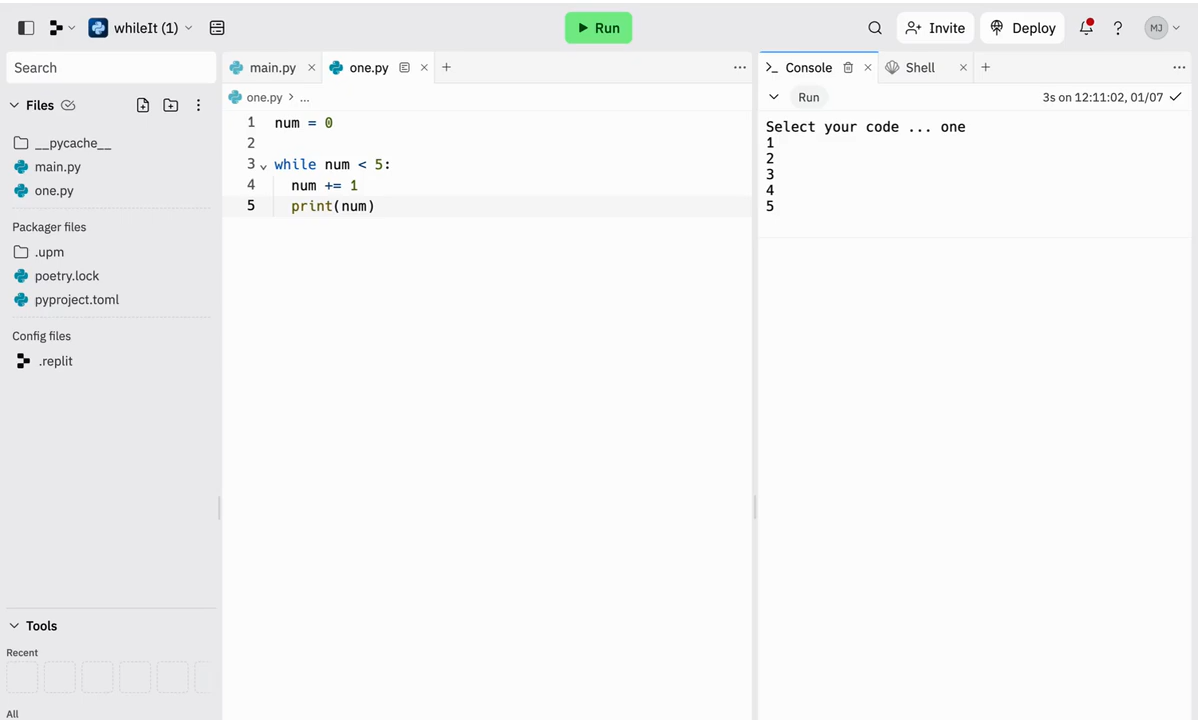 whileIt (1)
Run
Invite
Deploy
?
MJ
Search
Files
__pycache__
main.py
one.py
Packager files
.upm
poetry.lock
pyproject.toml
Config files
.replit
Tools
Recent
All
main.py
one.py
one.py > ...
1 num = 0
2
3 while num < 5:
4 num += 1
5 print(num)
Console
Shell
Run
3s on 12:11:02, 01/07
Select your code ... one
1
2
3
4
5